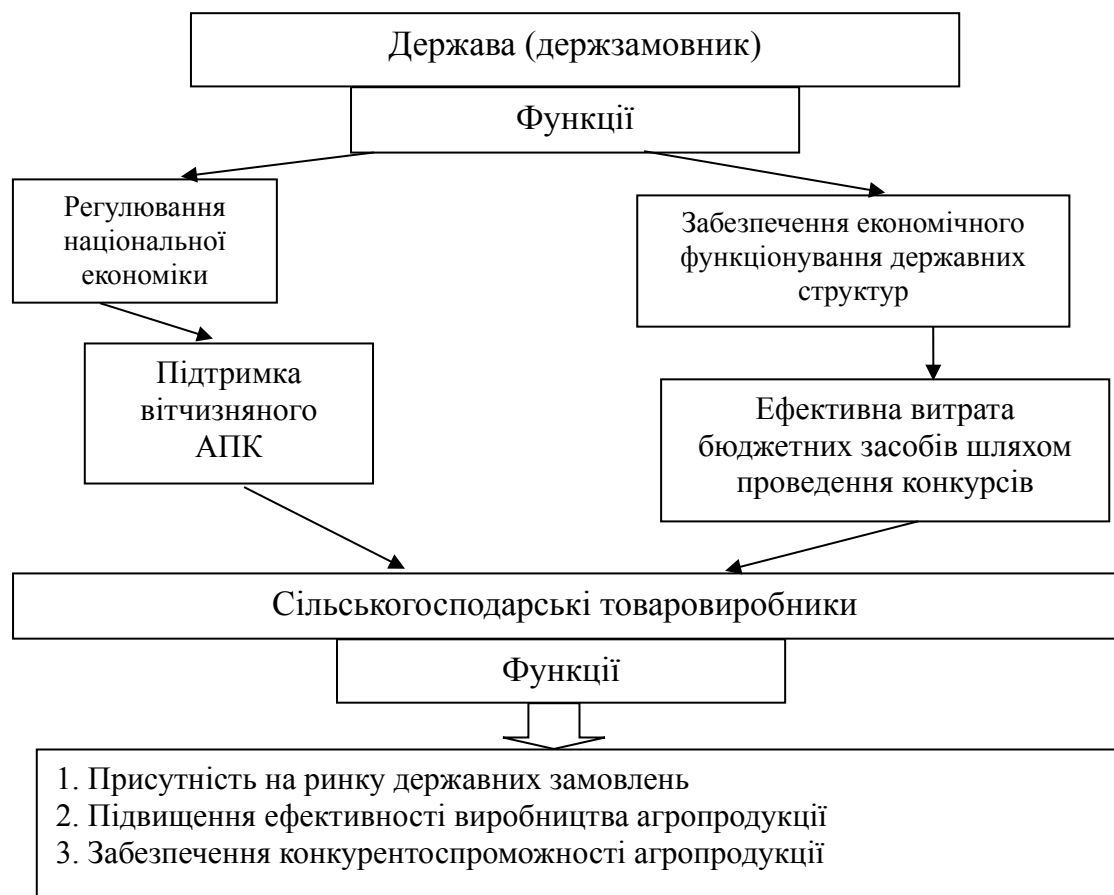 Держава (держзамовник)
Функції
Регулювання
національної
економіки
Забезпечення економічного
функціонування державних
структур
Підтримка
вітчизняного
АПК
Ефективна витрата
бюджетних засобів шляхом
проведення конкурсів
Сільськогосподарські товаровиробники
Функції
1. Присутність на ринку державних замовлень
2. Підвищення ефективності виробництва агропродукції
3. Забезпечення конкурентоспроможності агропродукції